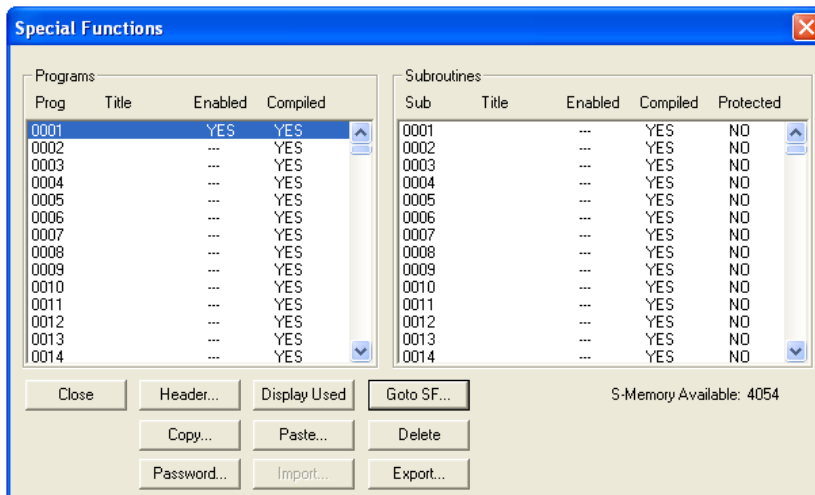 Special Functions
Programs
Subroutines
Prog Title Enabled Compiled
Sub Title Enabled Compiled Protected
0001 YES YES
0001 --- YES NO
0002 --- YES
0002 --- YES NO
0003 --- YES
0003 --- YES NO
0004 --- YES
0004 --- YES NO
0005 --- YES
0005 --- YES NO
0006 --- YES
0006 --- YES NO
0007 --- YES
0007 --- YES NO
0008 --- YES
0008 --- YES NO
0009 --- YES
0009 --- YES NO
0010 --- YES
0010 --- YES NO
0011 --- YES
0011 --- YES NO
0012 --- YES
0012 --- YES NO
0013 --- YES
0013 --- YES NO
0014 --- YES
0014 --- YES NO
Close Header... Display Used Goto SF... S-Memory Available: 4054
Copy... Paste... Delete
Password... Import... Export...